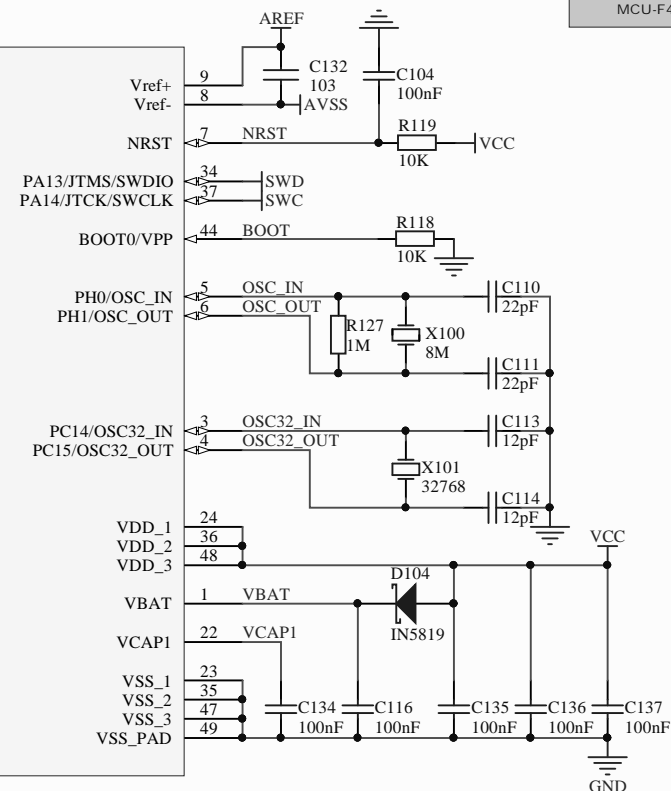 MCU-F4
AREF
Vref+ 9
C132
103
C104
100nF
Vref- 8
AVSS
NRST 7 NRST
R119
10K
VCC
PA13/JTMS/SWDIO 34 SWD
PA14/JTCK/SWCLK 37 SWC
BOOT0/VPP 44 BOOT
R118
10K
PH0/OSC_IN 5 OSC_IN
C110
22pF
PH1/OSC_OUT 6 OSC_OUT
R127
1M
X100
8M
C111
22pF
PC14/OSC32_IN 3 OSC32_IN
C113
12pF
PC15/OSC32_OUT 4 OSC32_OUT
X101
32768
C114
12pF
VDD_1 24
VDD_2 36
VDD_3 48
VCC
VBAT 1 VBAT
D104
IN5819
VCAP1 22 VCAP1
VSS_1 23
VSS_2 35
VSS_3 47
VSS_PAD 49
C134
100nF
C116
100nF
C135
100nF
C136
100nF
C137
100nF
GND